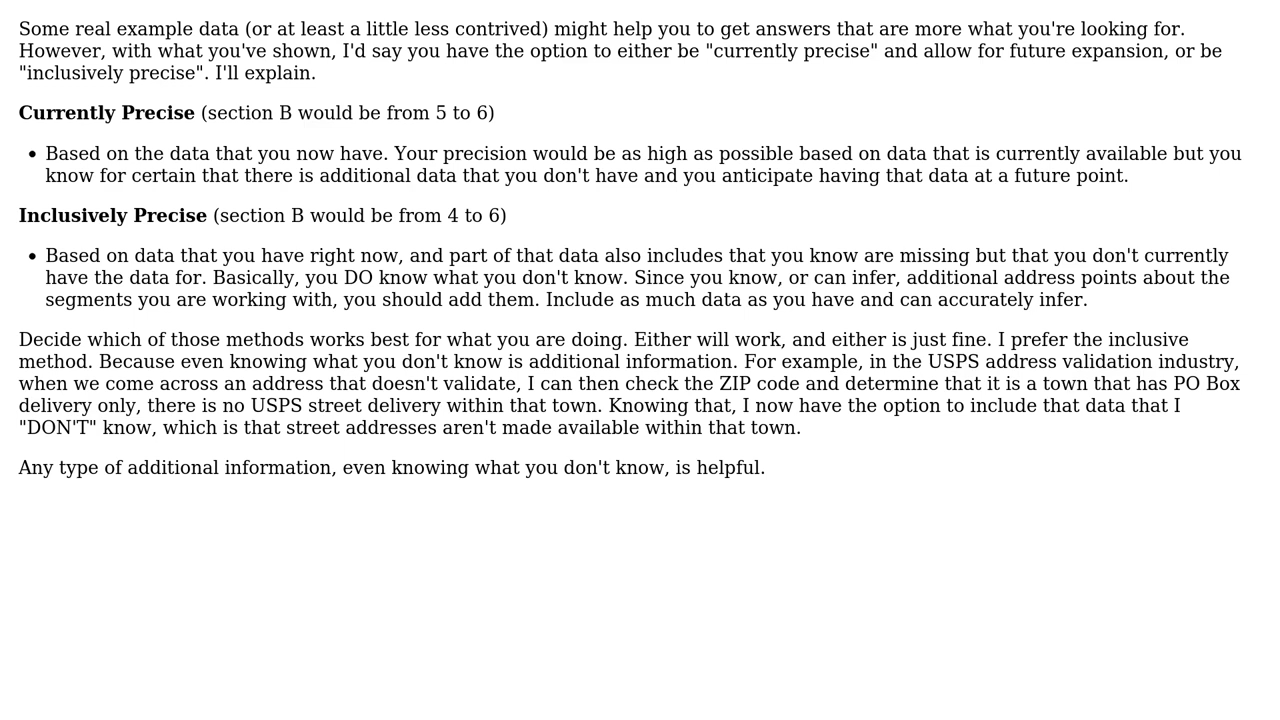 Some real example data (or at least a little less contrived) might help you to get answers that are more what you're looking for.
However, with what you've shown, I'd say you have the option to either be "currently precise" and allow for future expansion, or be
"inclusively precise". I'll explain.
Currently Precise (section B would be from 5 to 6)
• Based on the data that you now have. Your precision would be as high as possible based on data that is currently available but you
know for certain that there is additional data that you don't have and you anticipate having that data at a future point.
Inclusively Precise (section B would be from 4 to 6)
• Based on data that you have right now, and part of that data also includes that you know are missing but that you don't currently
have the data for. Basically, you DO know what you don't know. Since you know, or can infer, additional address points about the
segments you are working with, you should add them. Include as much data as you have and can accurately infer.
Decide which of those methods works best for what you are doing. Either will work, and either is just fine. I prefer the inclusive
method. Because even knowing what you don't know is additional information. For example, in the USPS address validation industry,
when we come across an address that doesn't validate, I can then check the ZIP code and determine that it is a town that has PO Box
delivery only, there is no USPS street delivery within that town. Knowing that, I now have the option to include that data that I
"DON'T" know, which is that street addresses aren't made available within that town.
Any type of additional information, even knowing what you don't know, is helpful.